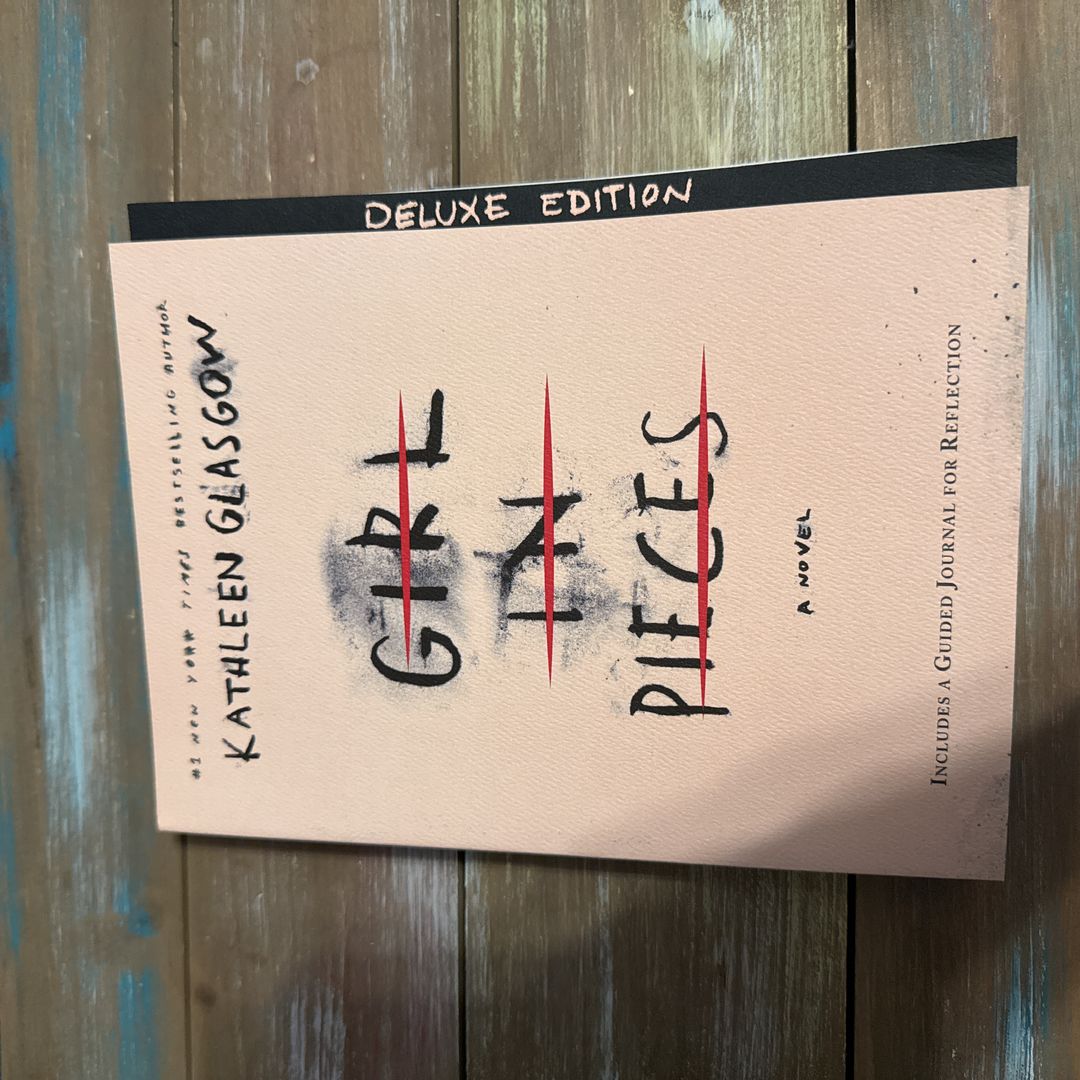 #1 NEW YORK TIMES BESTSELLING AUTHOR
KATHLEEN GLASGOW
GIRL
IN
PIECES
A NOVEL
INCLUDES A GUIDED JOURNAL FOR REFLECTION
DELUXE EDITION